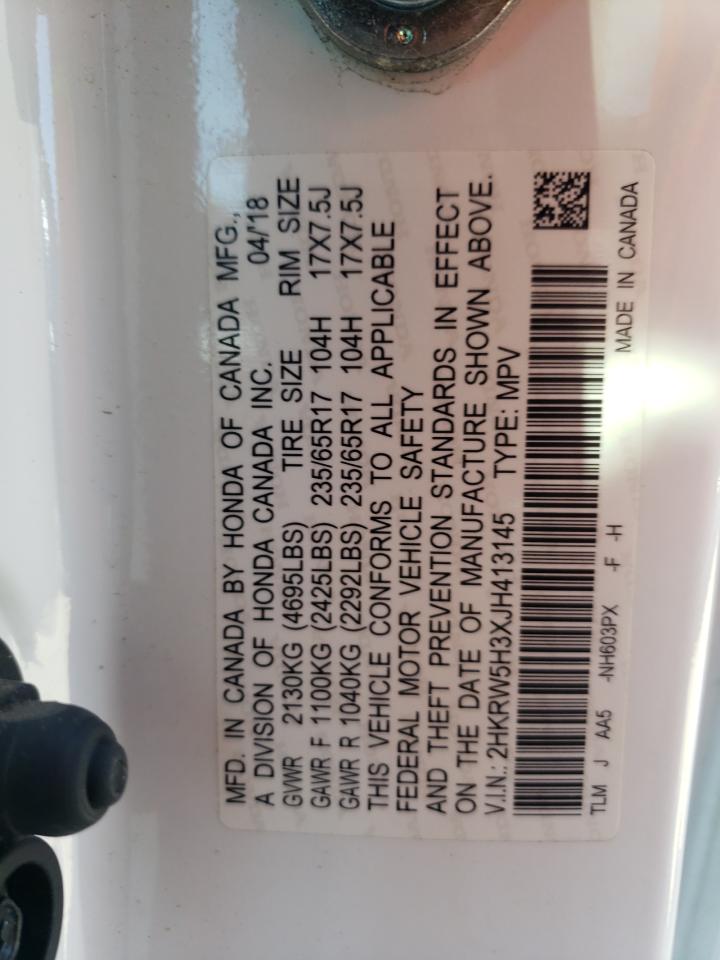 MFD. IN CANADA BY HONDA OF CANADA MFG.,
A DIVISION OF HONDA CANADA INC. 04/'18
GVWR 2130KG (4695LBS) TIRE SIZE RIM SIZE
GAWR F 1100KG (2425LBS) 235/65R17 104H 17X7.5J
GAWR R 1040KG (2292LBS) 235/65R17 104H 17X7.5J
THIS VEHICLE CONFORMS TO ALL APPLICABLE
FEDERAL MOTOR VEHICLE SAFETY
AND THEFT PREVENTION STANDARDS IN EFFECT
ON THE DATE OF MANUFACTURE SHOWN ABOVE.
V.I.N.: 2HKRW5H3XJH413145 TYPE: MPV
TLM J AA5 -NH603PX -F -H
MADE IN CANADA